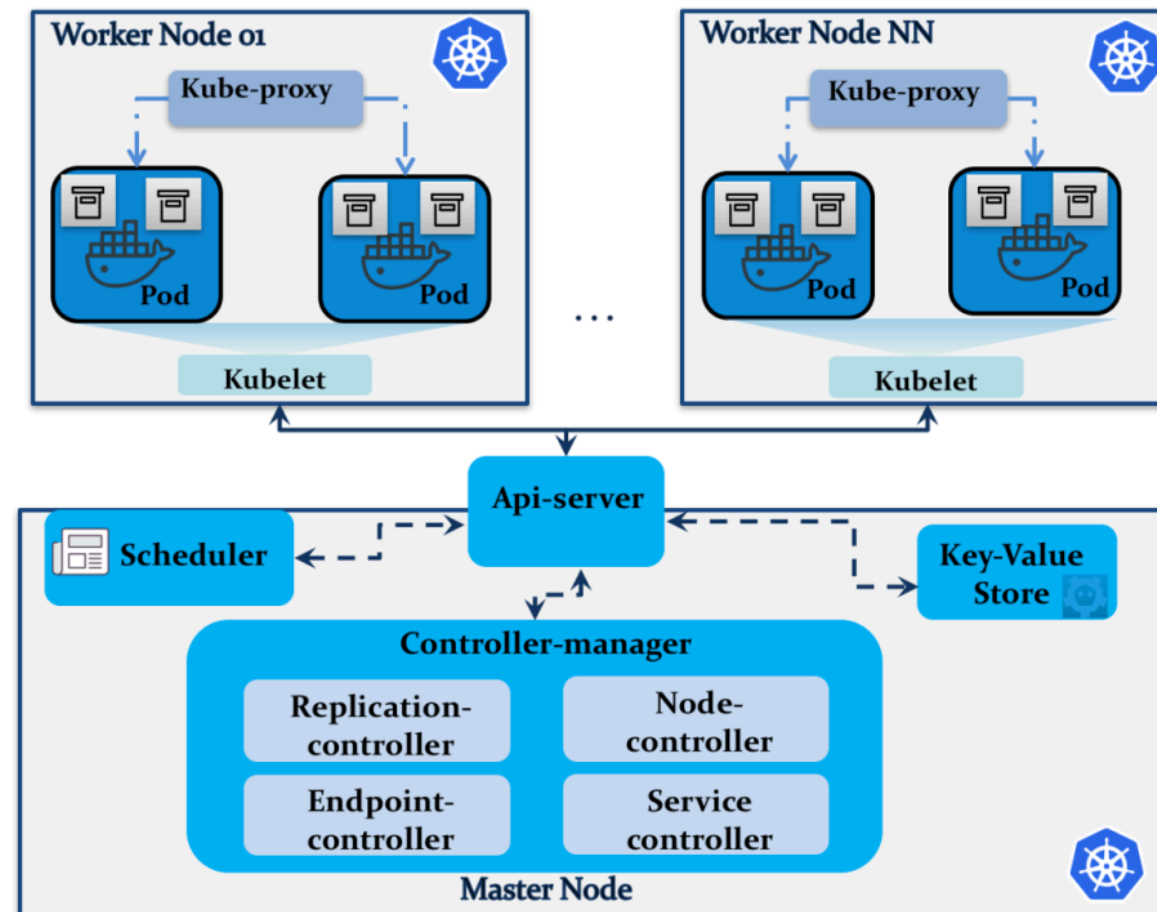 Worker Node 01
Kube-proxy
Pod
Pod
Kubelet
...
Worker Node NN
Kube-proxy
Pod
Pod
Kubelet
Api-server
Scheduler
Key-Value
Store
Controller-manager
Replication-
controller
Node-
controller
Endpoint-
controller
Service
controller
Master Node